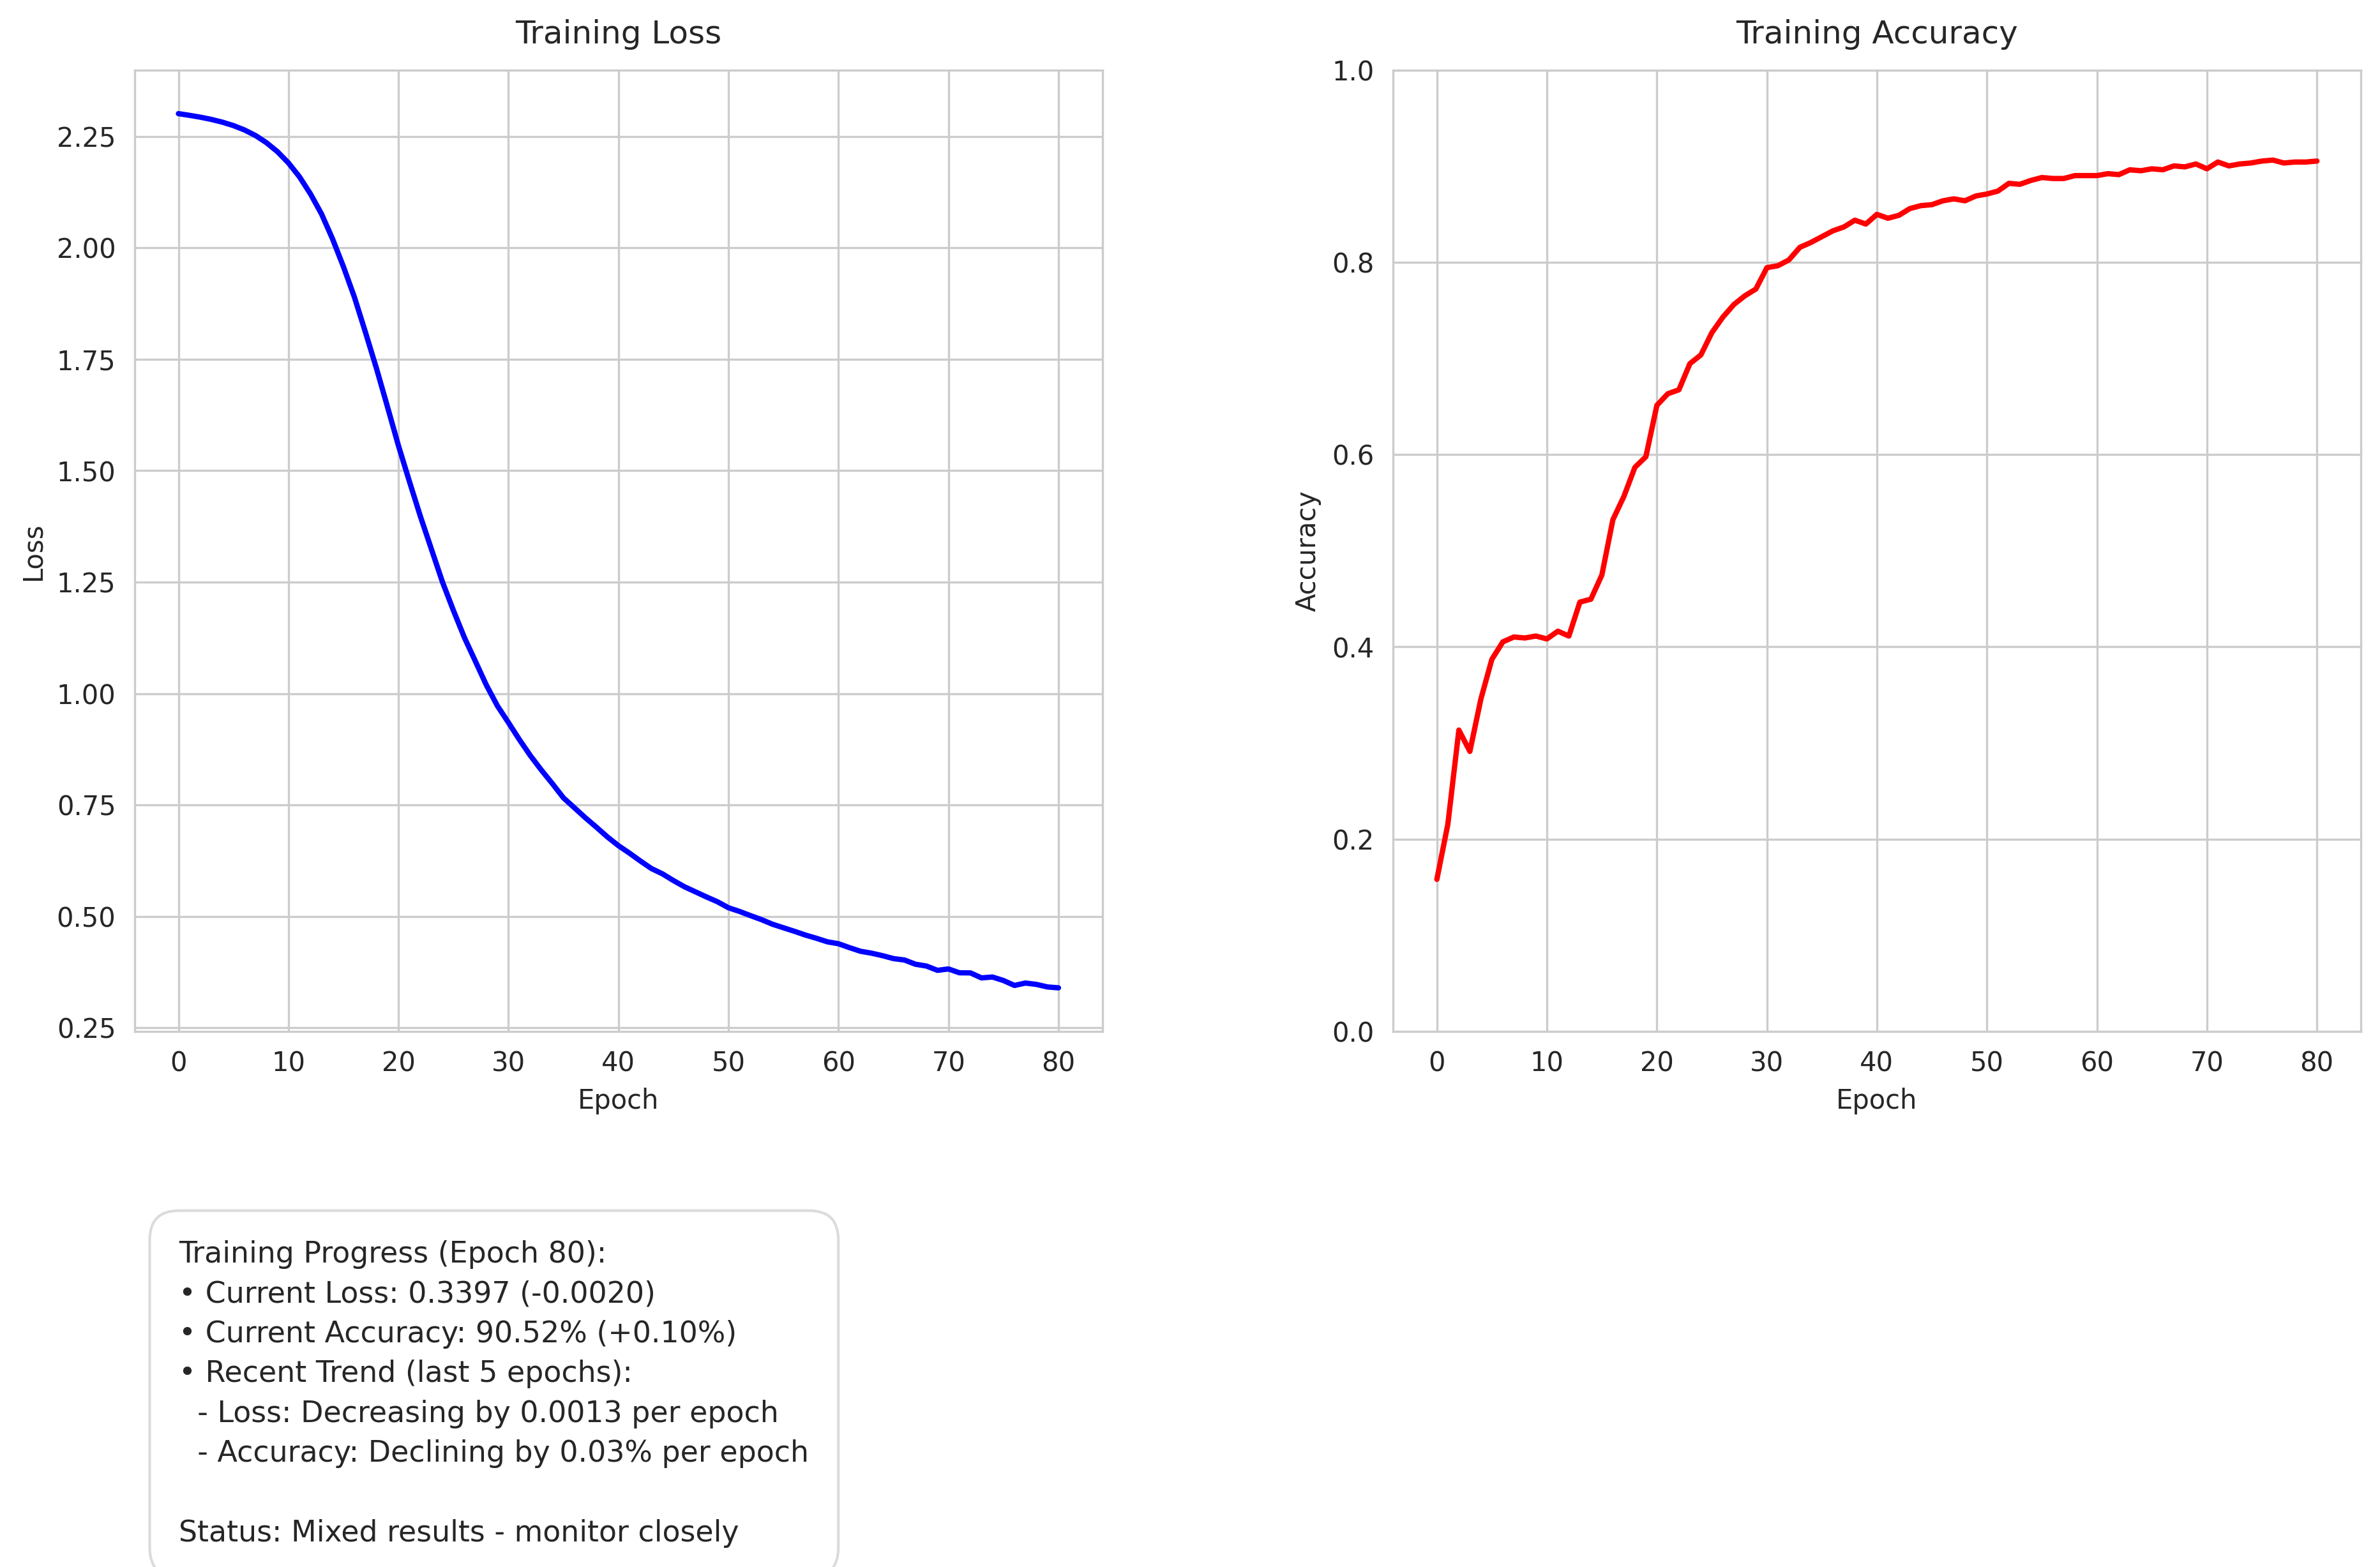 Training Loss
2.25
2.00
1.75
1.50
1.25
1.00
0.75
0.50
0.25
Loss
0 10 20 30 40 50 60 70 80
Epoch
Training Accuracy
1.0
0.8
0.6
0.4
0.2
0.0
Accuracy
0 10 20 30 40 50 60 70 80
Epoch
Training Progress (Epoch 80):
• Current Loss: 0.3397 (-0.0020)
• Current Accuracy: 90.52% (+0.10%)
• Recent Trend (last 5 epochs):
- Loss: Decreasing by 0.0013 per epoch
- Accuracy: Declining by 0.03% per epoch
Status: Mixed results - monitor closely